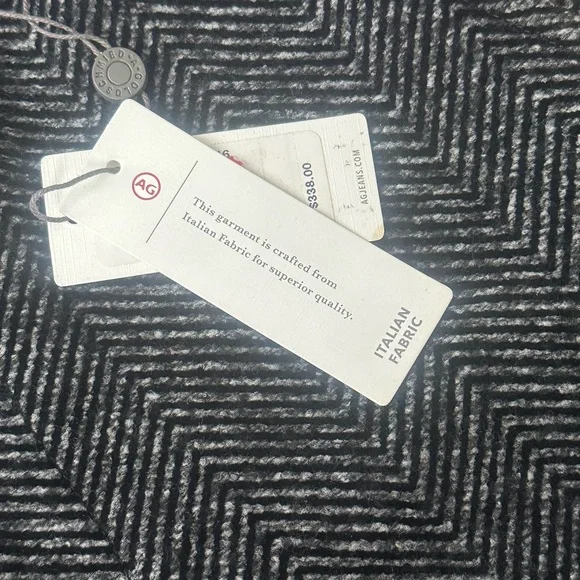 AG
This garment is crafted from
Italian Fabric for superior quality.
ITALIAN
FABRIC
$338.00
AGJEANS.COM